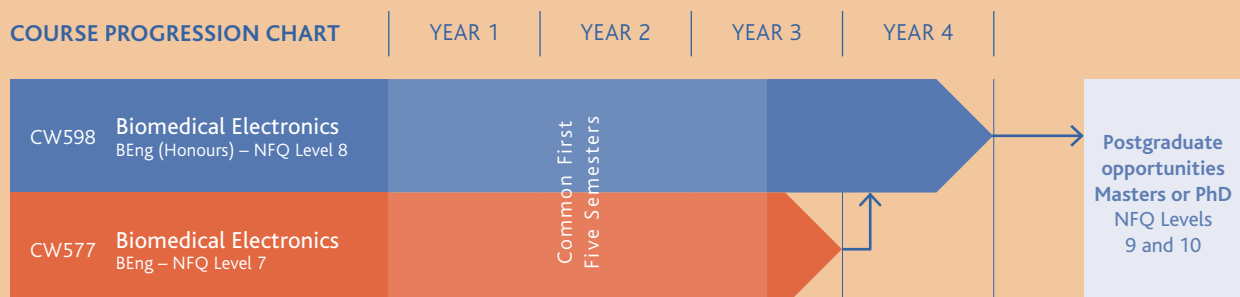 COURSE PROGRESSION CHART
YEAR 1
YEAR 2
YEAR 3
YEAR 4
CW598
Biomedical Electronics
BEng (Honours) – NFQ Level 8
CW577
Biomedical Electronics
BEng – NFQ Level 7
Common First
Five Semesters
Postgraduate
opportunities
Masters or PhD
NFQ Levels
9 and 10